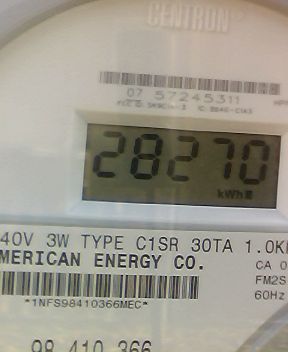 CENTRON®
07 57245311
28270
kWh
40V 3W TYPE C1SR 30TA 1.0K
MERICAN ENERGY CO.
CA 0
FM2S
60Hz
*1NFS98410366MEC*
98 410 366